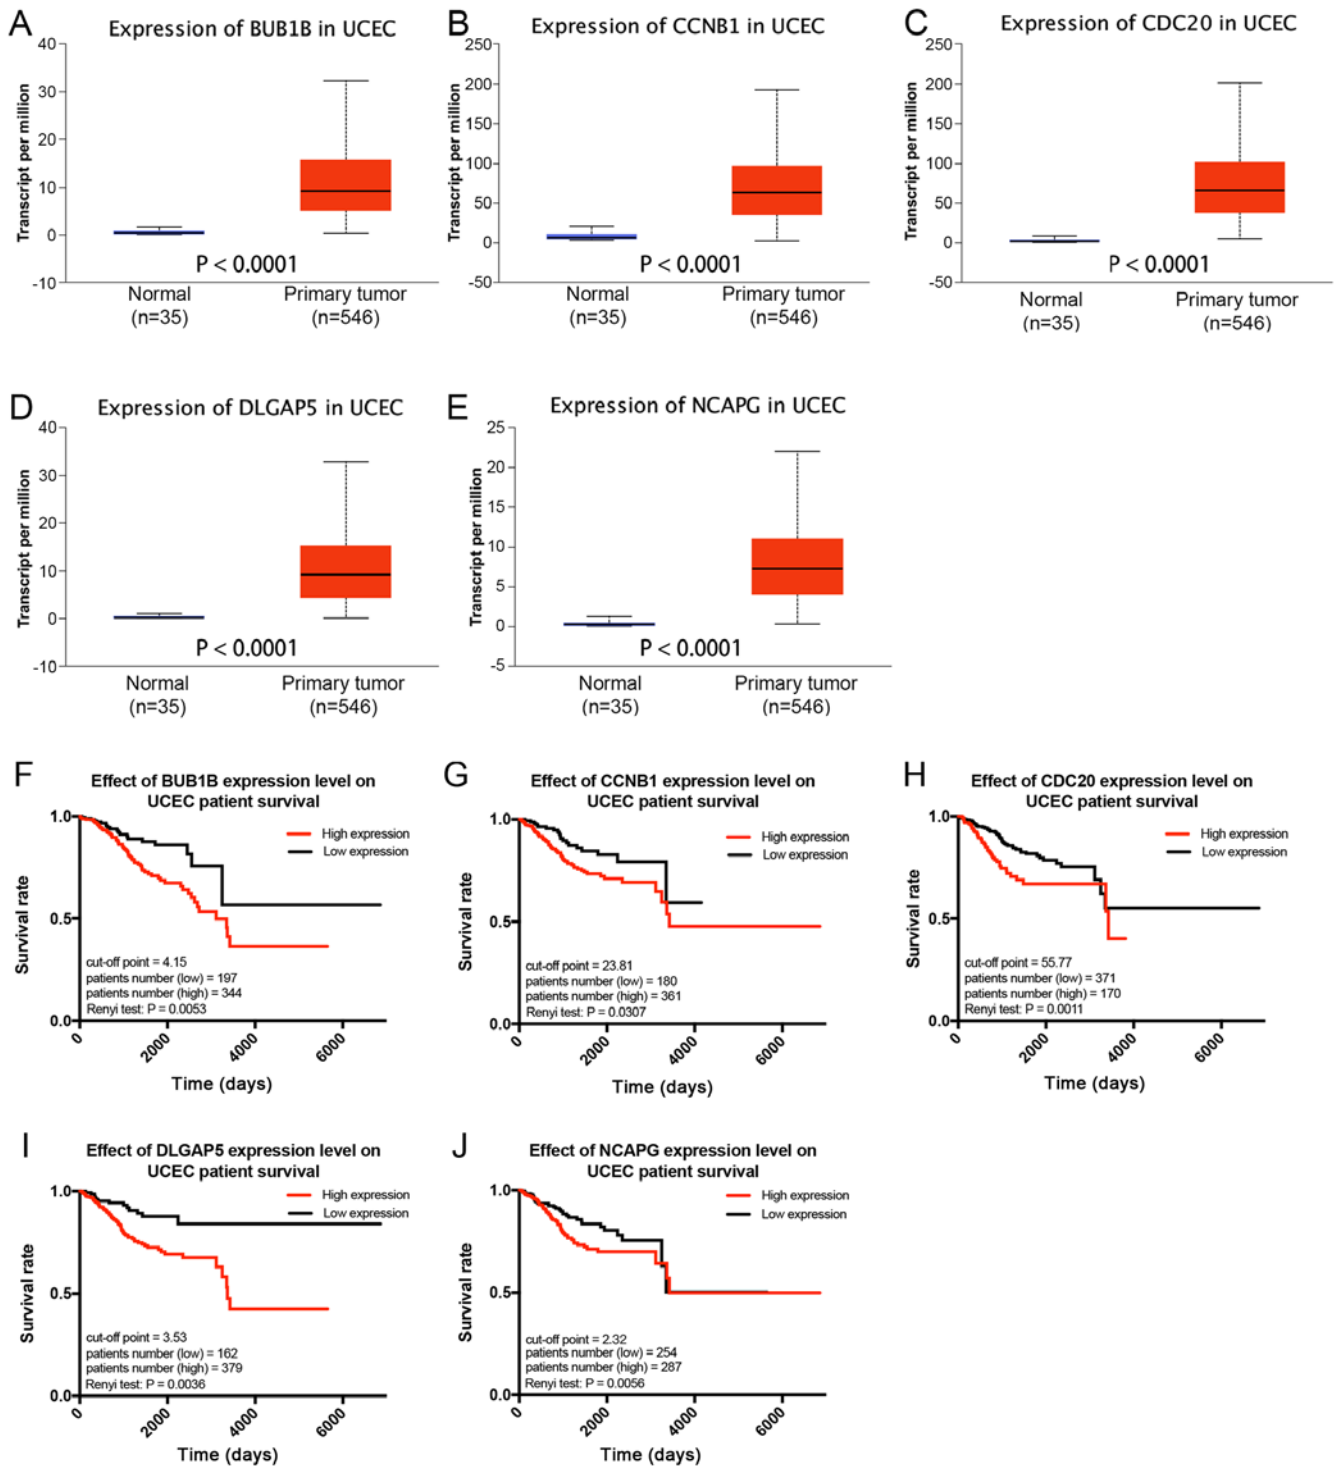 A
Expression of BUB1B in UCEC
Transcript per million
40
30
20
10
0
-10
P < 0.0001
Normal
(n=35)
Primary tumor
(n=546)
B
Expression of CCNB1 in UCEC
Transcript per million
250
200
150
100
50
0
-50
P < 0.0001
Normal
(n=35)
Primary tumor
(n=546)
C
Expression of CDC20 in UCEC
Transcript per million
250
200
150
100
50
0
-50
P < 0.0001
Normal
(n=35)
Primary tumor
(n=546)
D
Expression of DLGAP5 in UCEC
Transcript per million
40
30
20
10
0
-10
P < 0.0001
Normal
(n=35)
Primary tumor
(n=546)
E
Expression of NCAPG in UCEC
Transcript per million
25
20
15
10
5
0
-5
P < 0.0001
Normal
(n=35)
Primary tumor
(n=546)
F
Effect of BUB1B expression level on
UCEC patient survival
High expression
Low expression
Survival rate
1.0
0.5
0.0
cut-off point = 4.15
patients number (low) = 197
patients number (high) = 344
Renyi test: P = 0.0053
0
2000
4000
6000
Time (days)
G
Effect of CCNB1 expression level on
UCEC patient survival
High expression
Low expression
Survival rate
1.0
0.5
0.0
cut-off point = 23.81
patients number (low) = 180
patients number (high) = 361
Renyi test: P = 0.0307
0
2000
4000
6000
Time (days)
H
Effect of CDC20 expression level on
UCEC patient survival
High expression
Low expression
Survival rate
1.0
0.5
0.0
cut-off point = 55.77
patients number (low) = 371
patients number (high) = 170
Renyi test: P = 0.0011
0
2000
4000
6000
Time (days)
I
Effect of DLGAP5 expression level on
UCEC patient survival
High expression
Low expression
Survival rate
1.0
0.5
0.0
cut-off point = 3.53
patients number (low) = 162
patients number (high) = 379
Renyi test: P = 0.0036
0
2000
4000
6000
Time (days)
J
Effect of NCAPG expression level on
UCEC patient survival
High expression
Low expression
Survival rate
1.0
0.5
0.0
cut-off point = 2.32
patients number (low) = 254
patients number (high) = 287
Renyi test: P = 0.0056
0
2000
4000
6000
Time (days)